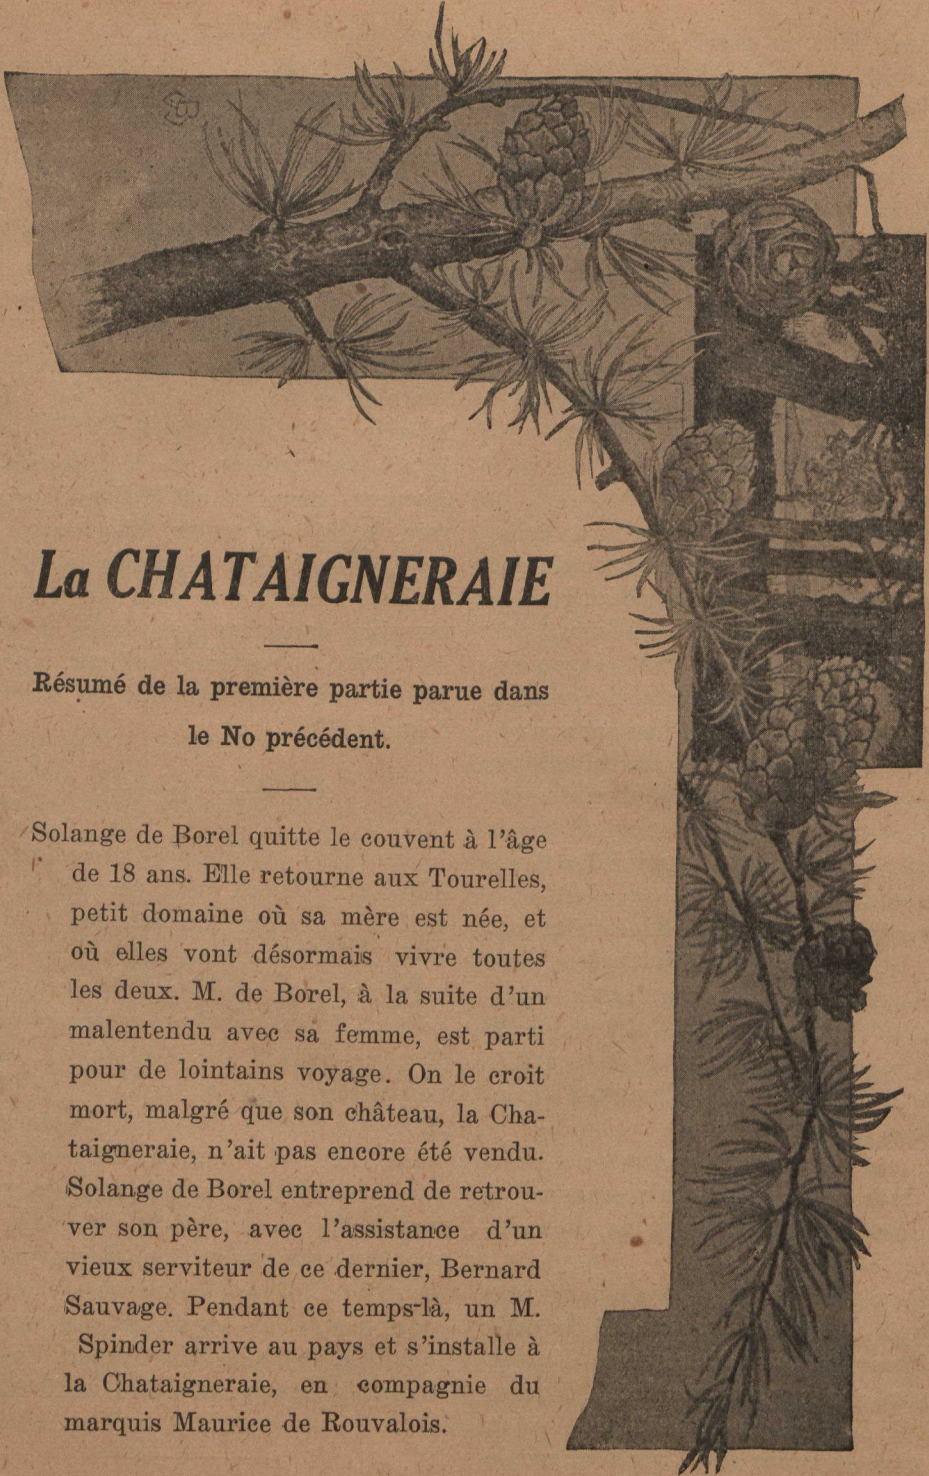 La CHATAIGNERAIE
Résumé de la première partie parue dans
le No précédent.
Solange de Borel quitte le couvent à l'âge
de 18 ans. Elle retourne aux Tourelles,
petit domaine où sa mère est née, et
où elles vont désormais vivre toutes
les deux. M. de Borel, à la suite d'un
malentendu avec sa femme, est parti
pour de lointains voyage. On le croit
mort, malgré que son château, la Cha-
taigneraie, n'ait pas encore été vendu.
Solange de Borel entreprend de retrou-
ver son père, avec l'assistance d'un
vieux serviteur de ce dernier, Bernard
Sauvage. Pendant ce temps-là, un M.
Spinder arrive au pays et s'installe à
la Chataigneraie, en compagnie du
marquis Maurice de Rouvalois.